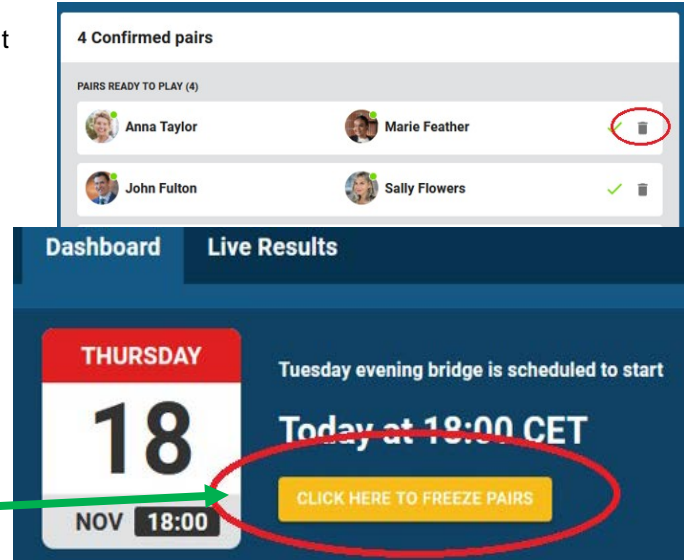 t
4 Confirmed pairs
PAIRS READY TO PLAY (4)
Anna Taylor Marie Feather
John Fulton Sally Flowers
Dashboard Live Results
THURSDAY
18
NOV 18:00
Tuesday evening bridge is scheduled to start
Today at 18:00 CET
CLICK HERE TO FREEZE PAIRS